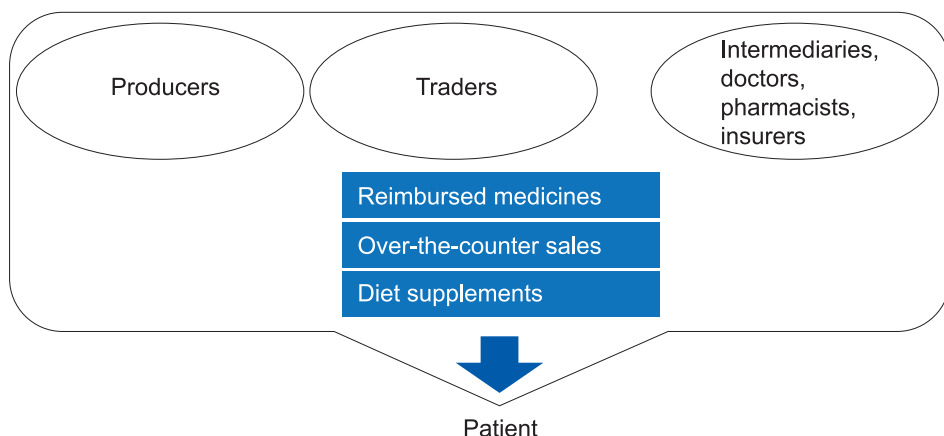 Producers
Traders
Intermediaries,
doctors,
pharmacists,
insurers
Reimbursed medicines
Over-the-counter sales
Diet supplements
Patient